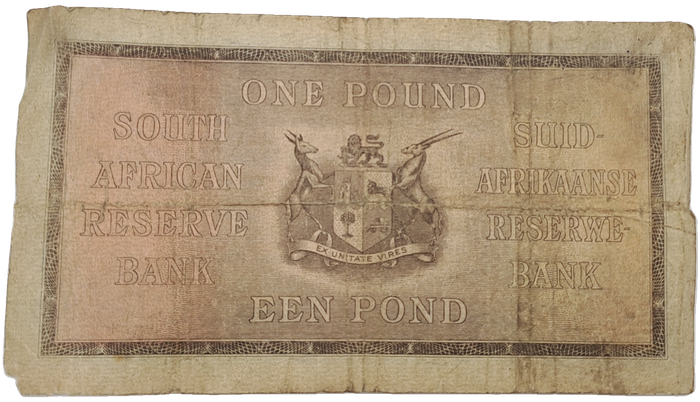 ONE POUND
SOUTH
AFRICAN
RESERVE
BANK
SUID-
AFRIKAANSE
RESERWE-
BANK
EX UNITATE VIRES
EEN POND